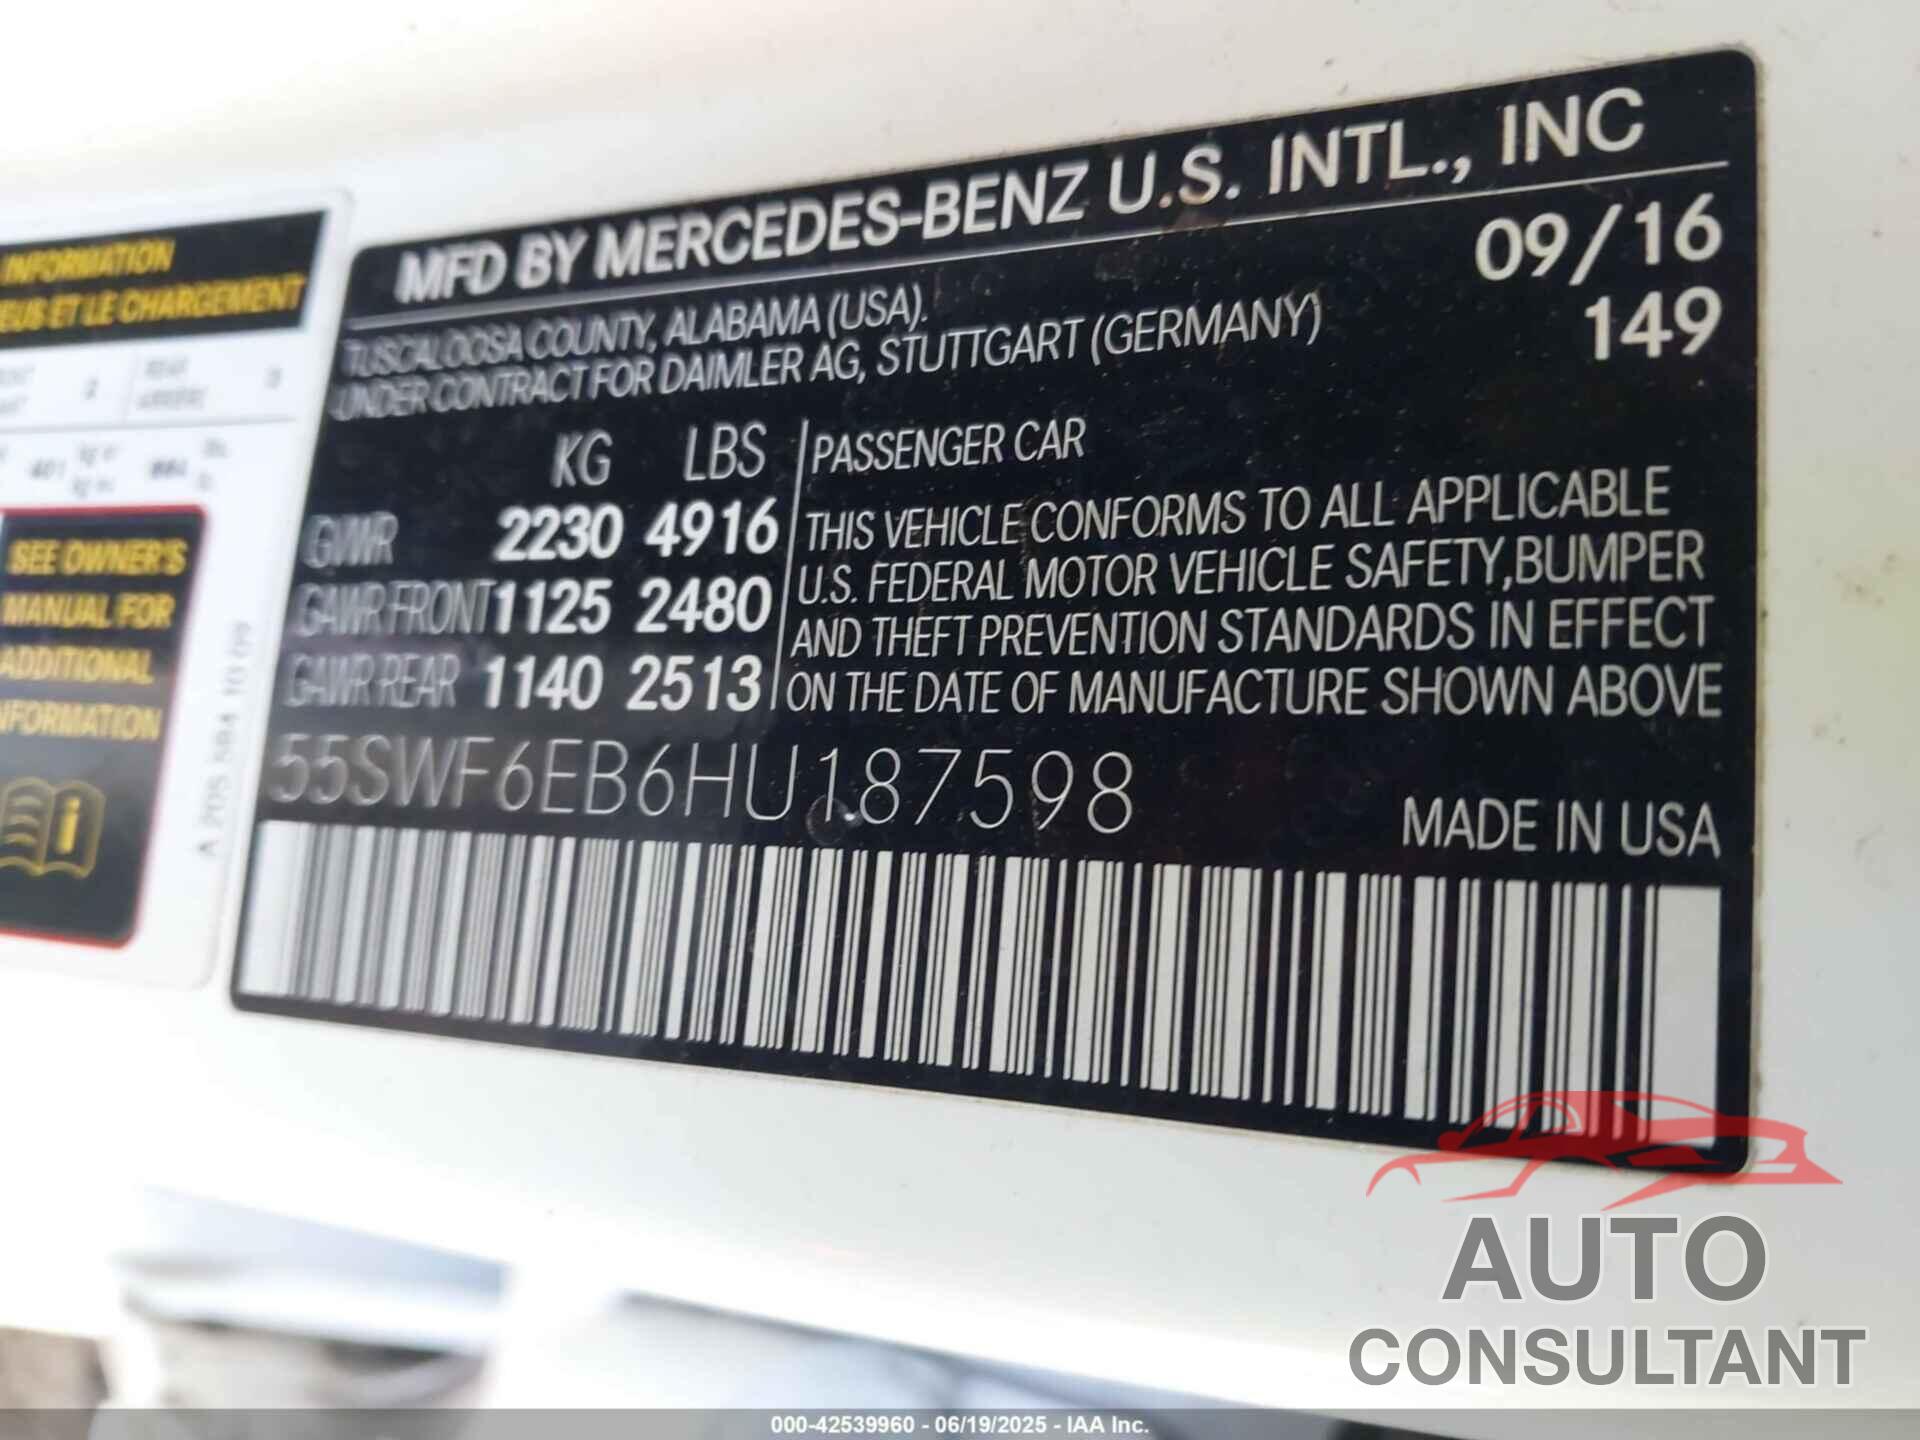 INFORMATION
EUS ET LE CHARGEMENT
SEE OWNER'S
MANUAL FOR
ADDITIONAL
INFORMATION
A 205 584 10 09
MFD BY MERCEDES-BENZ U.S. INTL., INC
TUSCALOOSA COUNTY, ALABAMA (USA).
UNDER CONTRACT FOR DAIMLER AG, STUTTGART (GERMANY)
09/16
149
KG LBS
GVWR 2230 4916
GAWR FRONT 1125 2480
GAWR REAR 1140 2513
PASSENGER CAR
THIS VEHICLE CONFORMS TO ALL APPLICABLE
U.S. FEDERAL MOTOR VEHICLE SAFETY,BUMPER
AND THEFT PREVENTION STANDARDS IN EFFECT
ON THE DATE OF MANUFACTURE SHOWN ABOVE
55SWF6EB6HU187598
MADE IN USA
AUTO
CONSULTANT
000-42539960 - 06/19/2025 - IAA Inc.